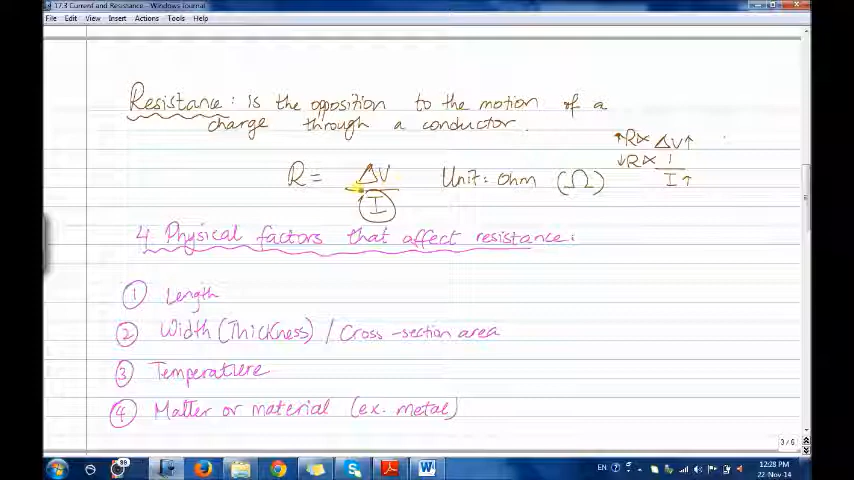 17.3 Current and Resistance - Windows Journal
File Edit View Insert Actions Tools Help
Resistance: is the opposition to the motion of a
charge through a conductor.
↑R∝ ΔV↑
↓R∝ 1
I↑
R = ΔV
I
Unit: Ohm (Ω)
4 Physical factors that affect resistance:
① Length
② Width (Thickness) / Cross-section area
③ Temperature
④ Matter or material (ex. metal)
3 / 6
99
EN
12:28 PM
22-Nov-14